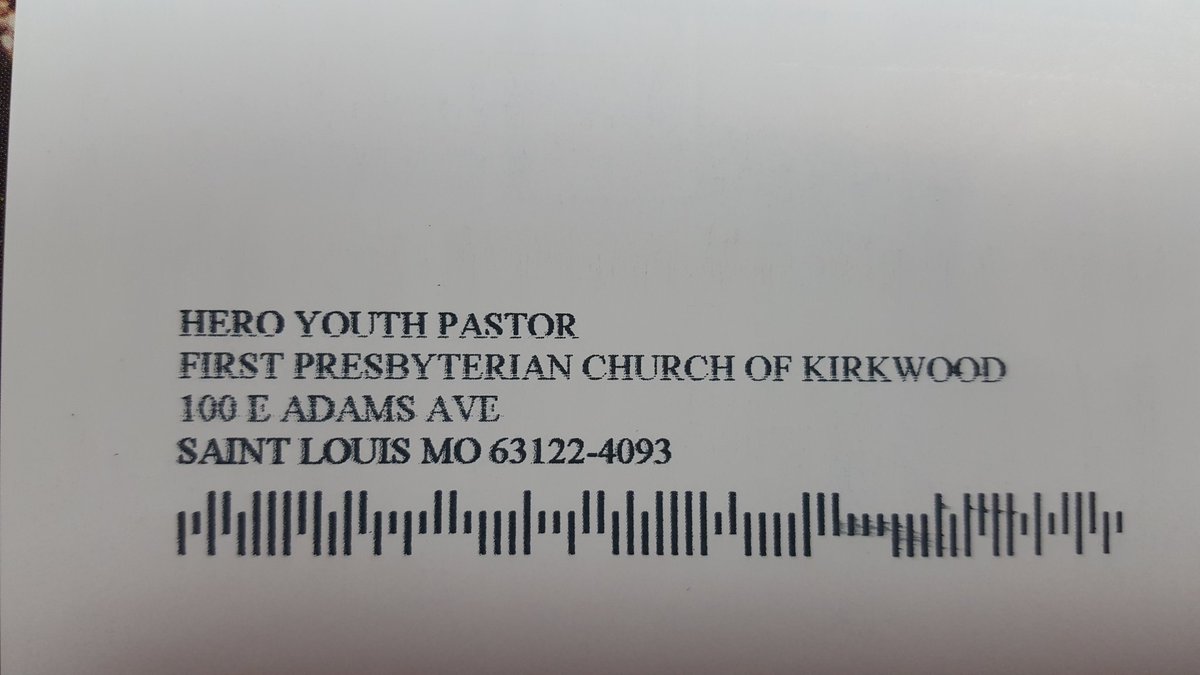 HERO YOUTH PASTOR
FIRST PRESBYTERIAN CHURCH OF KIRKWOOD
100 E ADAMS AVE
SAINT LOUIS MO 63122-4093